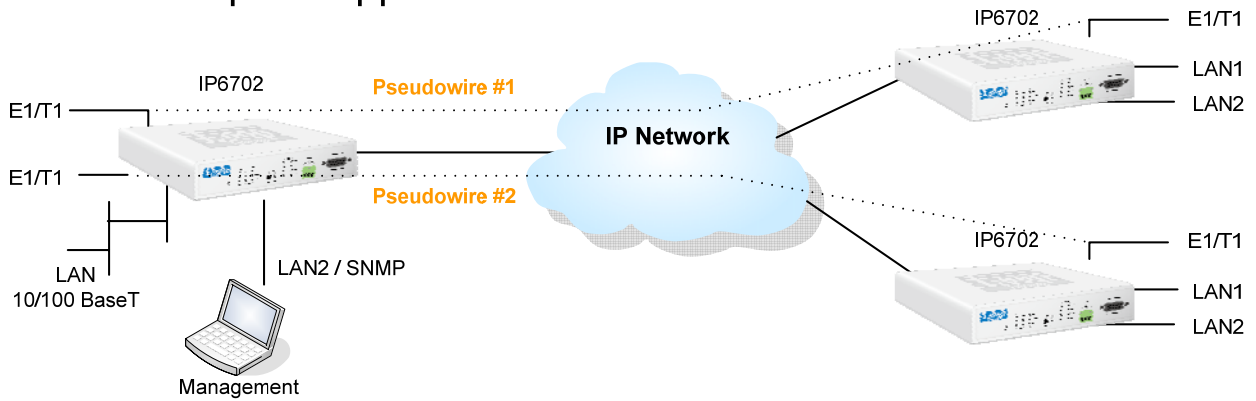 IP6702
E1/T1
IP6702
Pseudowire #1
LAN1
E1/T1
IP Network
LAN2
E1/T1
Pseudowire #2
IP6702
E1/T1
LAN2 / SNMP
LAN
10/100 BaseT
LAN1
LAN2
Management